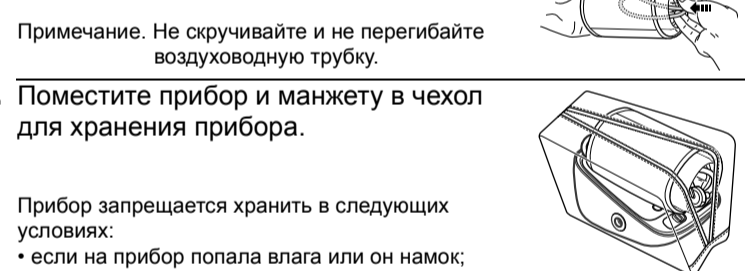 Примечание. Не скручивайте и не перегибайте
воздуховодную трубку.
Поместите прибор и манжету в чехол
для хранения прибора.
Прибор запрещается хранить в следующих
условиях:
• если на прибор попала влага или он намок;